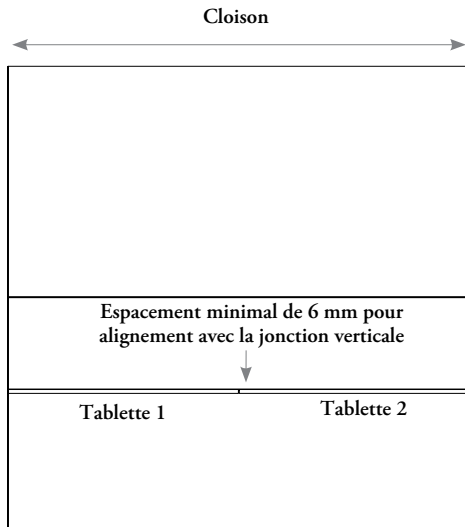 Cloison
Espacement minimal de 6 mm pour
alignement avec la jonction verticale
Tablette 1
Tablette 2